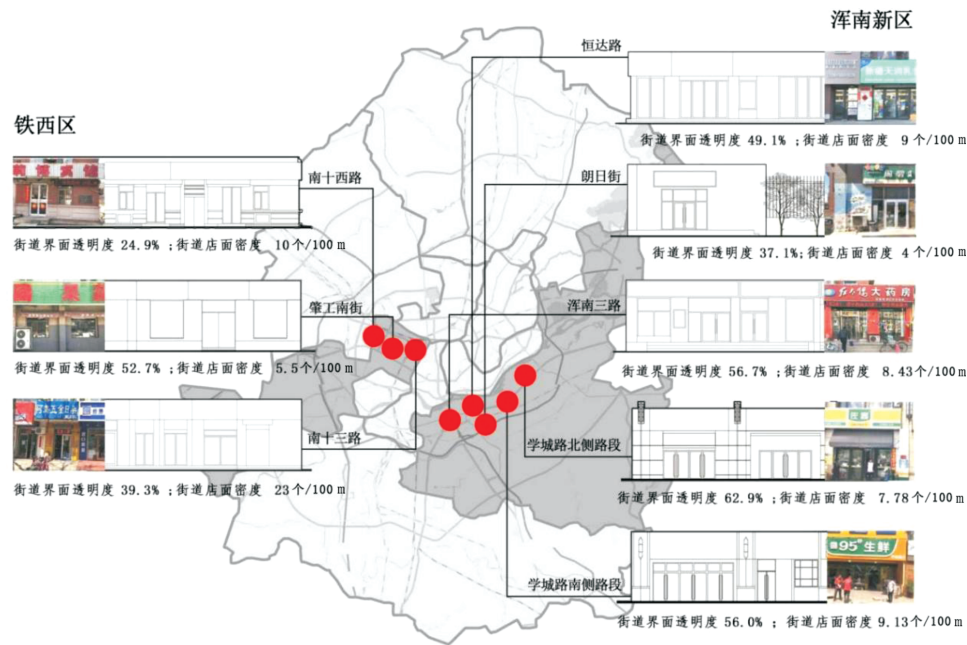 浑南新区
恒达路
街道界面透明度 49.1% ;街道店面密度 9 个/100 m
铁西区
南十西路
朗日街
街道界面透明度 24.9% ;街道店面密度 10个/100 m
街道界面透明度 37.1%;街道店面密度 4个/100 m
肇工南街
浑南三路
大药房
街道界面透明度 52.7% ;街道店面密度 5.5个/100 m
街道界面透明度 56.7% ;街道店面密度 8.43个/100 m
南十三路
学城路北侧路段
街道界面透明度 39.3% ;街道店面密度 23个/100 m
街道界面透明度 62.9% ;街道店面密度 7.78个/100 m
95°生鲜
学城路南侧路段
街道界面透明度 56.0% ; 街道店面密度 9.13个/100 m